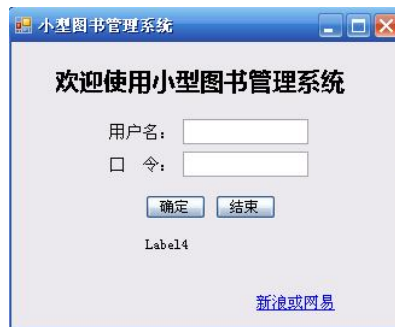 小型图书管理系统
欢迎使用小型图书管理系统
用户名：
口 令：
确定 结束
Label4
新浪或网易